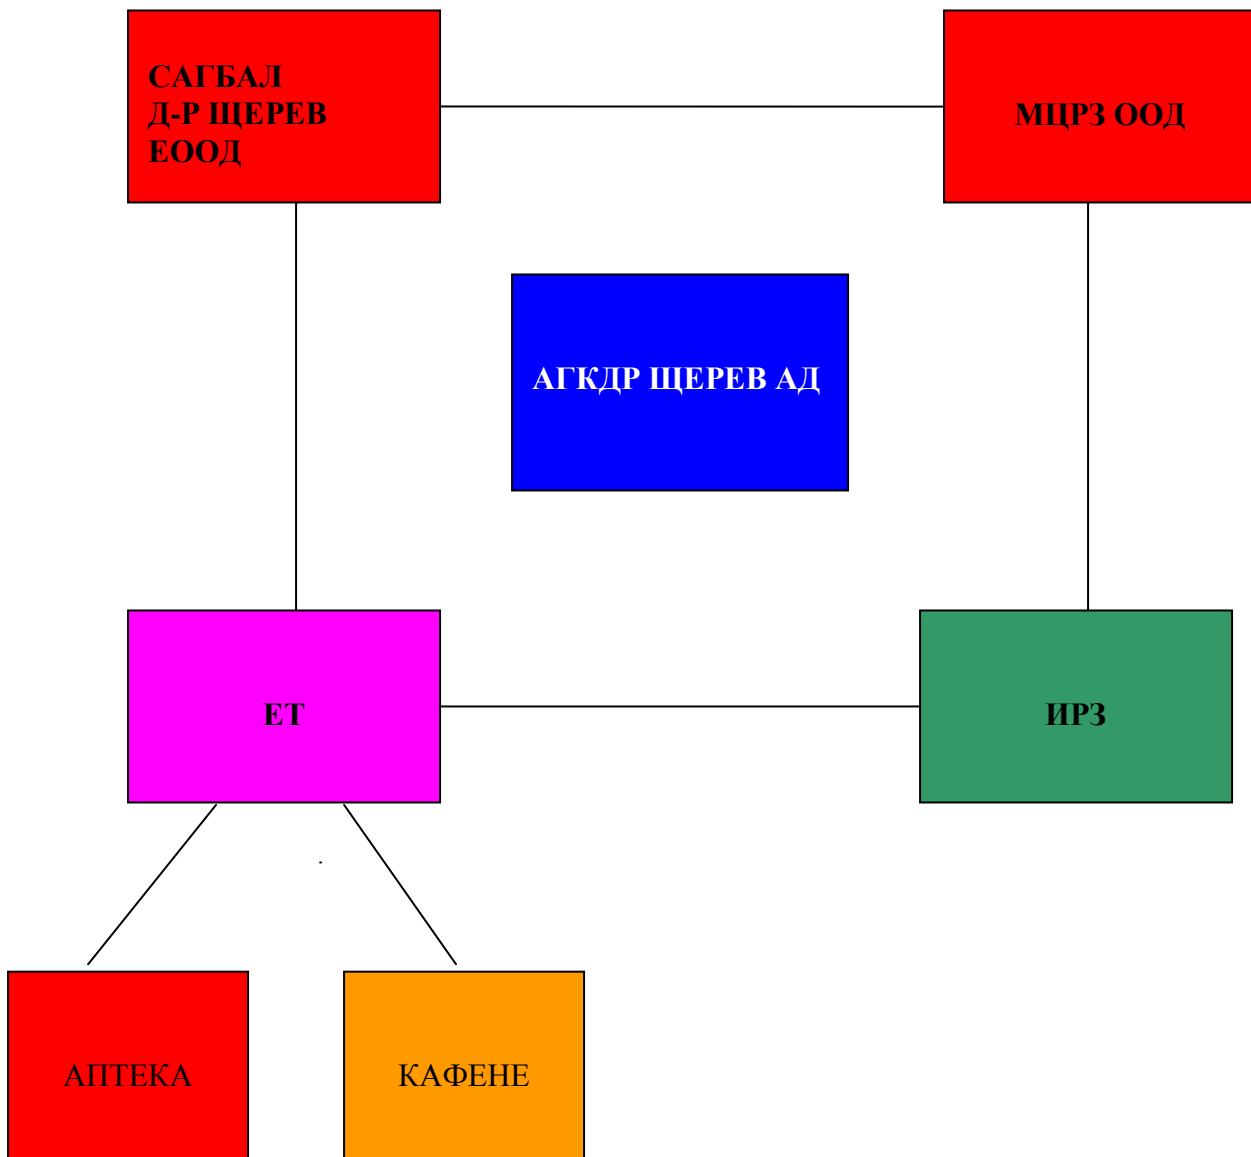 САГБАЛ
Д-Р ЩЕРЕВ
ЕООД
МЦРЗ ООД
АГКДР ЩЕРЕВ АД
ЕТ
ИРЗ
АПТЕКА
КАФЕНЕ